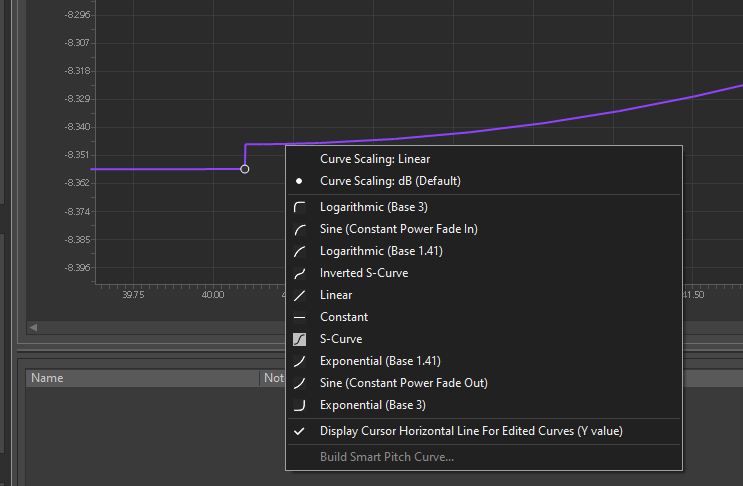 -8.296
-8.307
-8.318
-8.329
-8.340
-8.351
-8.362
-8.374
-8.385
-8.396
39.75 40.00 41.50
Curve Scaling: Linear
Curve Scaling: dB (Default)
Logarithmic (Base 3)
Sine (Constant Power Fade In)
Logarithmic (Base 1.41)
Inverted S-Curve
Linear
Constant
S-Curve
Exponential (Base 1.41)
Sine (Constant Power Fade Out)
Exponential (Base 3)
Display Cursor Horizontal Line For Edited Curves (Y value)
Build Smart Pitch Curve...
Name Not